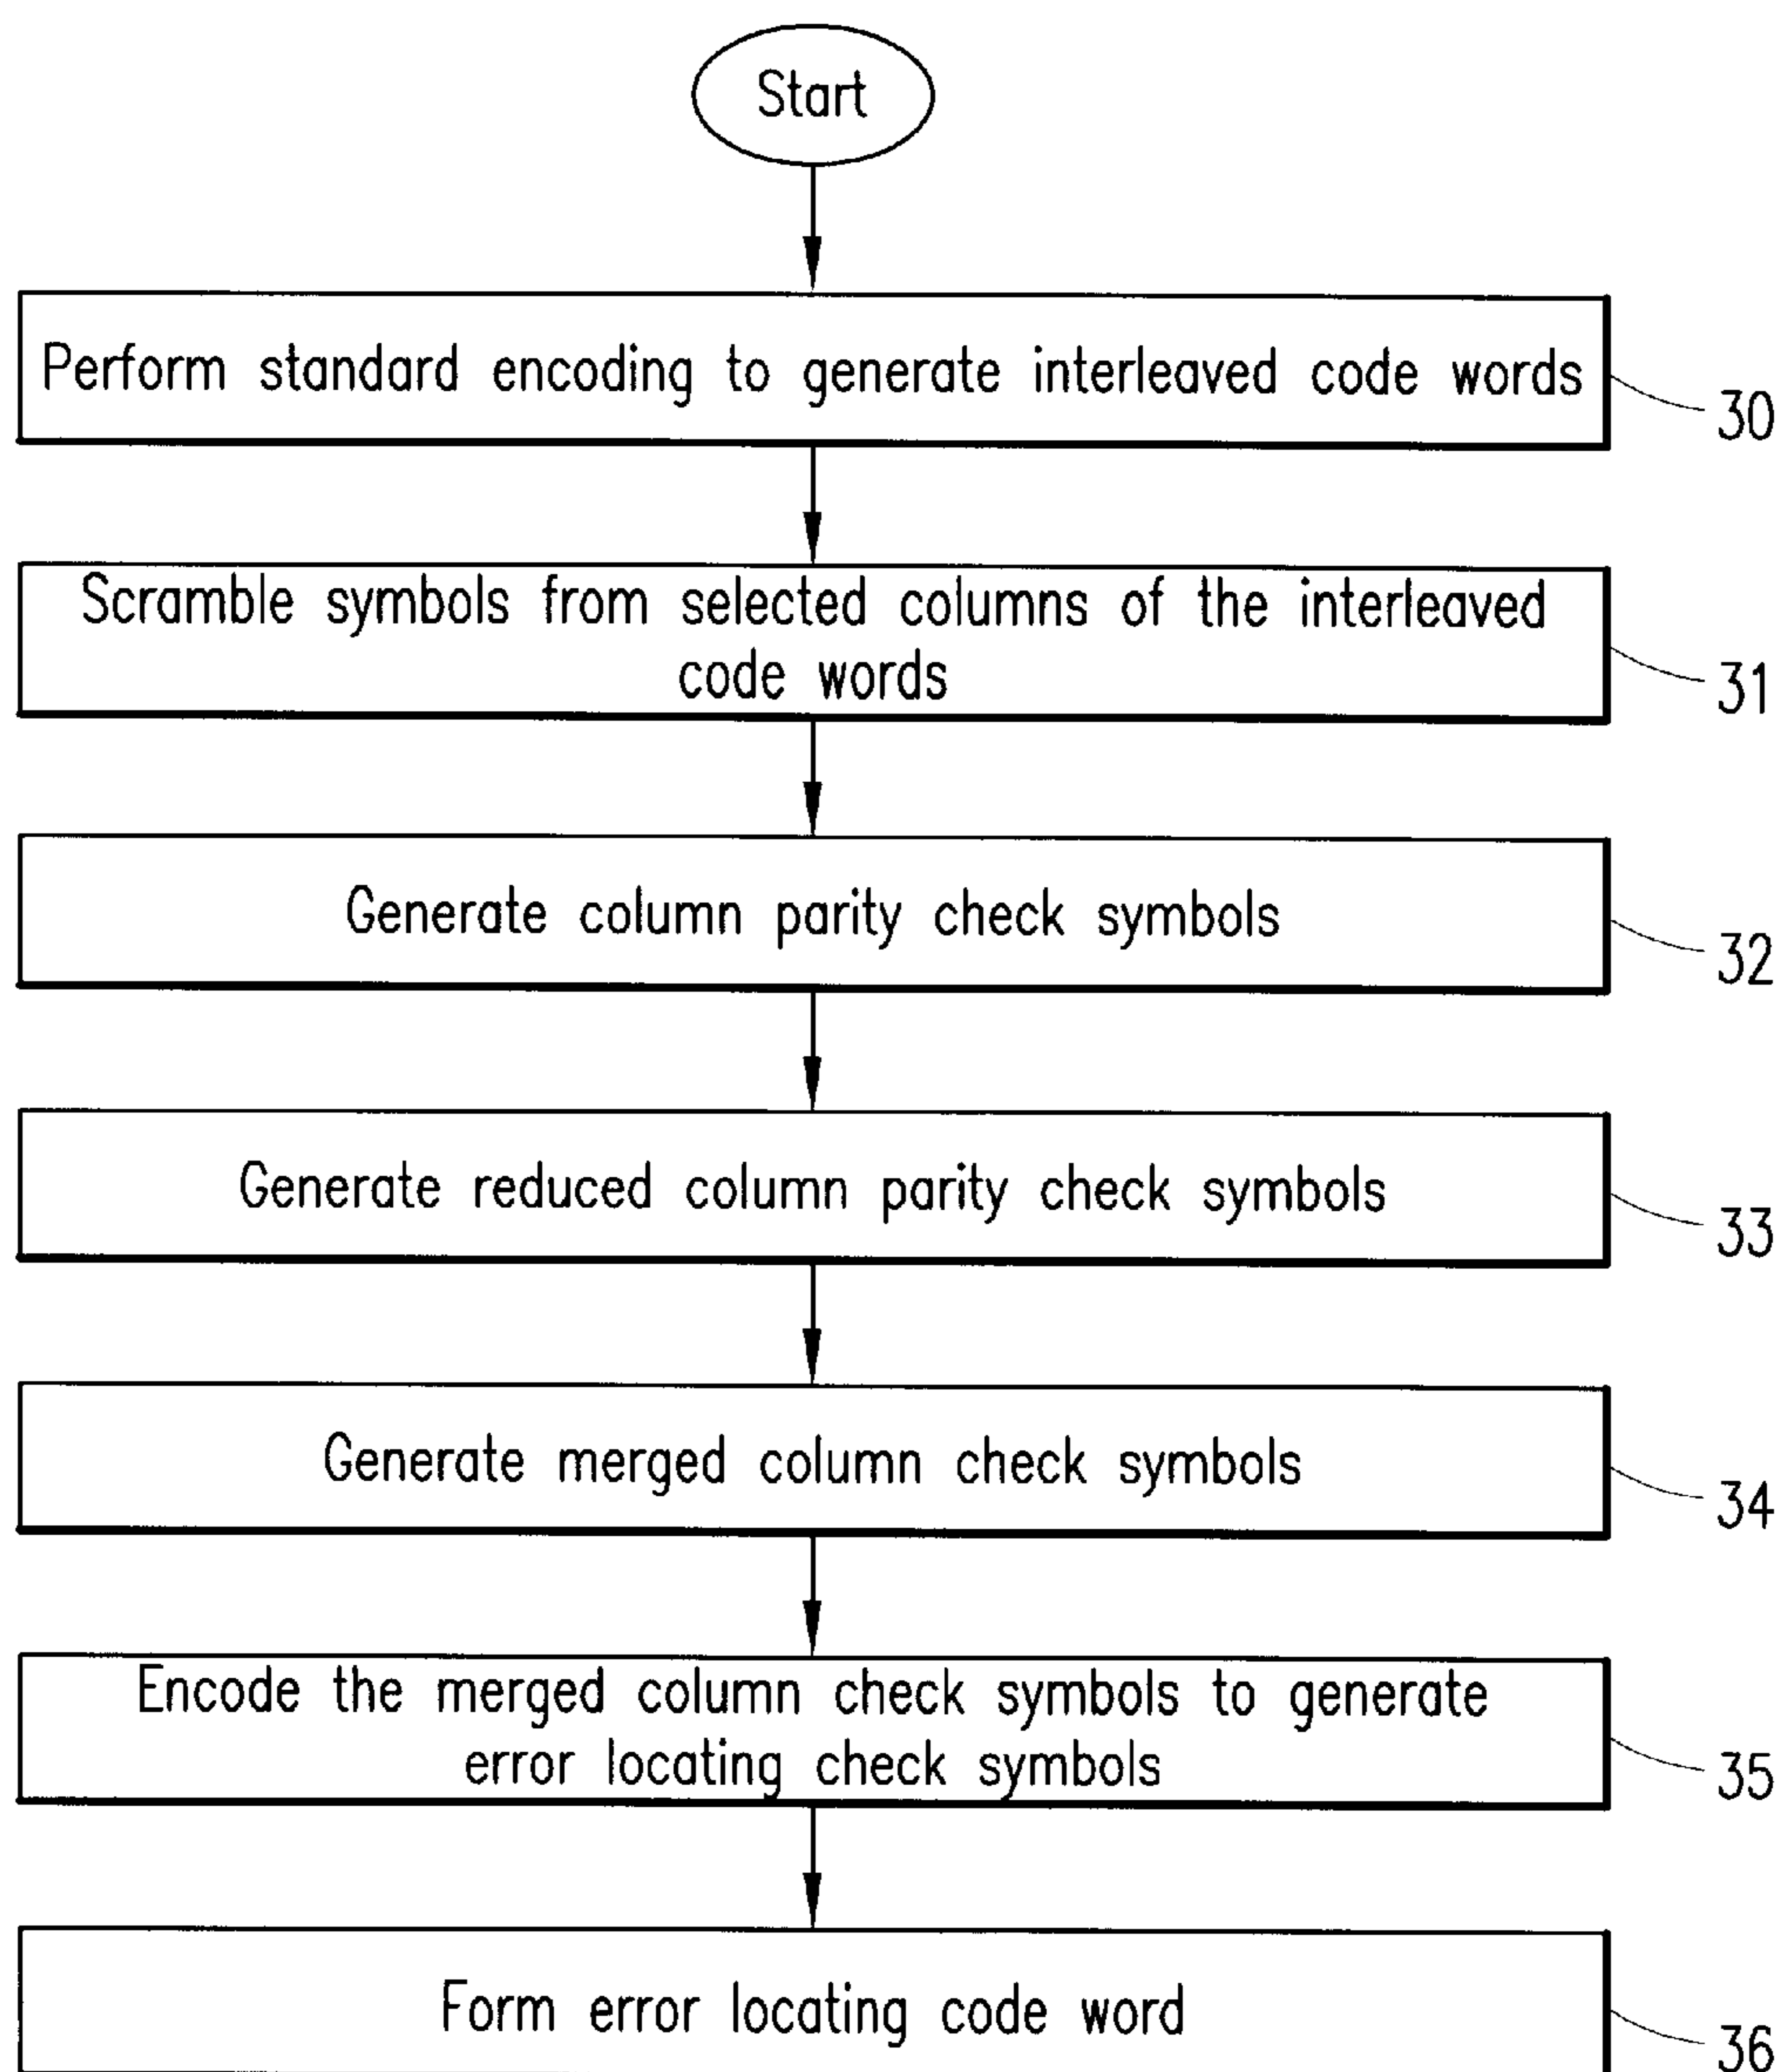 Start
Perform standard encoding to generate interleaved code words
30
Scramble symbols from selected columns of the interleaved
code words
31
Generate column parity check symbols
32
Generate reduced column parity check symbols
33
Generate merged column check symbols
34
Encode the merged column check symbols to generate
error locating check symbols
35
Form error locating code word
36